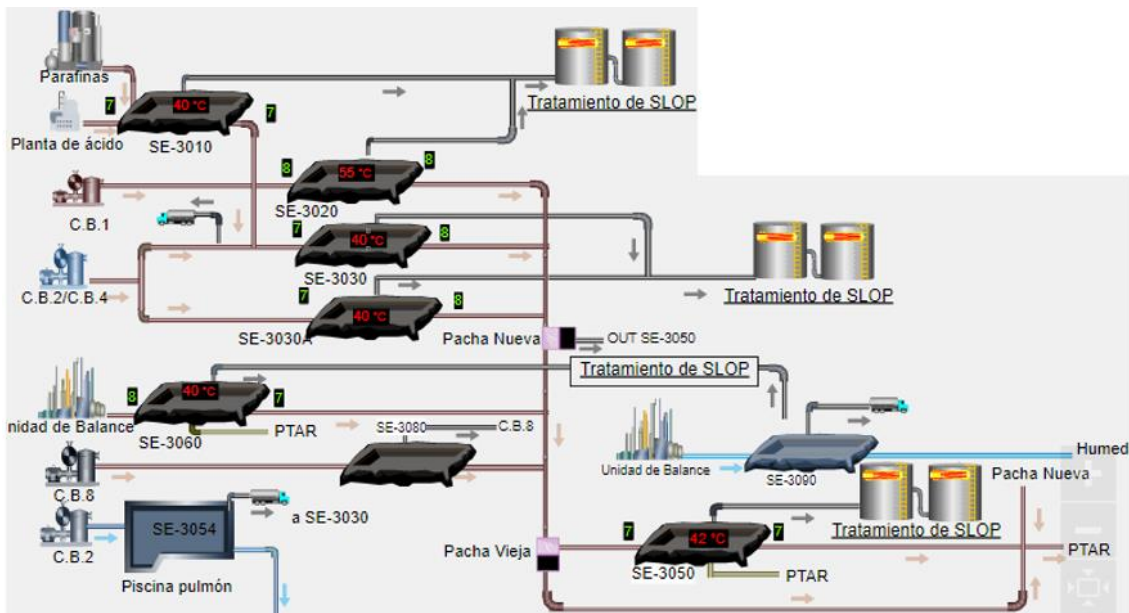 Parafinas
7
40 °C
7
Tratamiento de SLOP
Planta de ácido
SE-3010
8
55 °C
8
C.B.1
SE-3020
7
40 °C
8
SE-3030
C.B.2/C.B.4
7
40 °C
8
Tratamiento de SLOP
SE-3030A
Pacha Nueva
OUT SE-3050
Tratamiento de SLOP
8
40 °C
7
nidad de Balance
SE-3060
PTAR
SE-3080
C.B.8
Unidad de Balance
SE-3090
Humed
Pacha Nueva
C.B.8
SE-3054
a SE-3030
C.B.2
Piscina pulmón
Tratamiento de SLOP
Pacha Vieja
7
42 °C
7
SE-3050
PTAR
PTAR